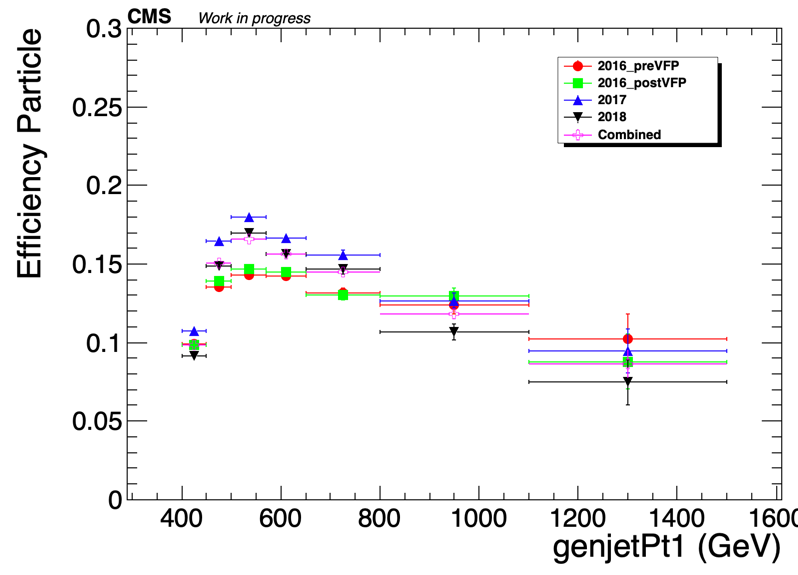 CMS Work in progress
Efficiency Particle
0.3
0.25
0.2
0.15
0.1
0.05
0
2016_preVFP
2016_postVFP
2017
2018
Combined
400 600 800 1000 1200 1400 1600
genjetPt1 (GeV)